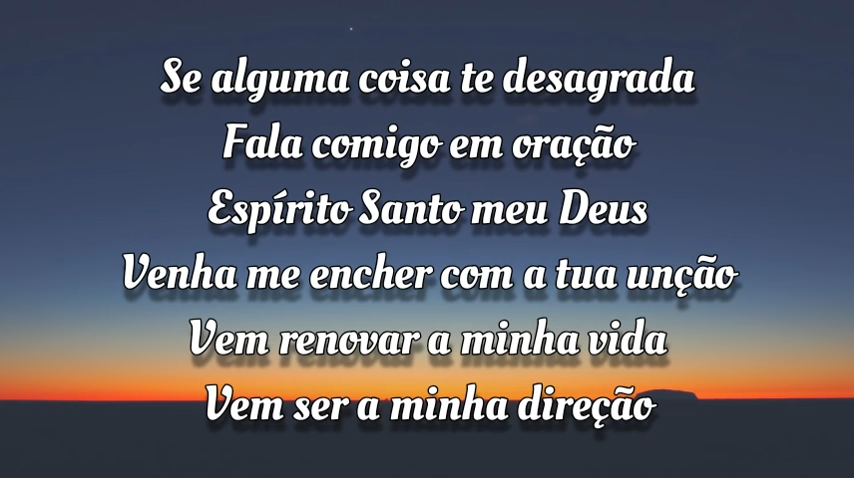 Se alguma coisa te desagrada
Fala comigo em oração
Espírito Santo meu Deus
Venha me encher com a tua unção
Vem renovar a minha vida
Vem ser a minha direção